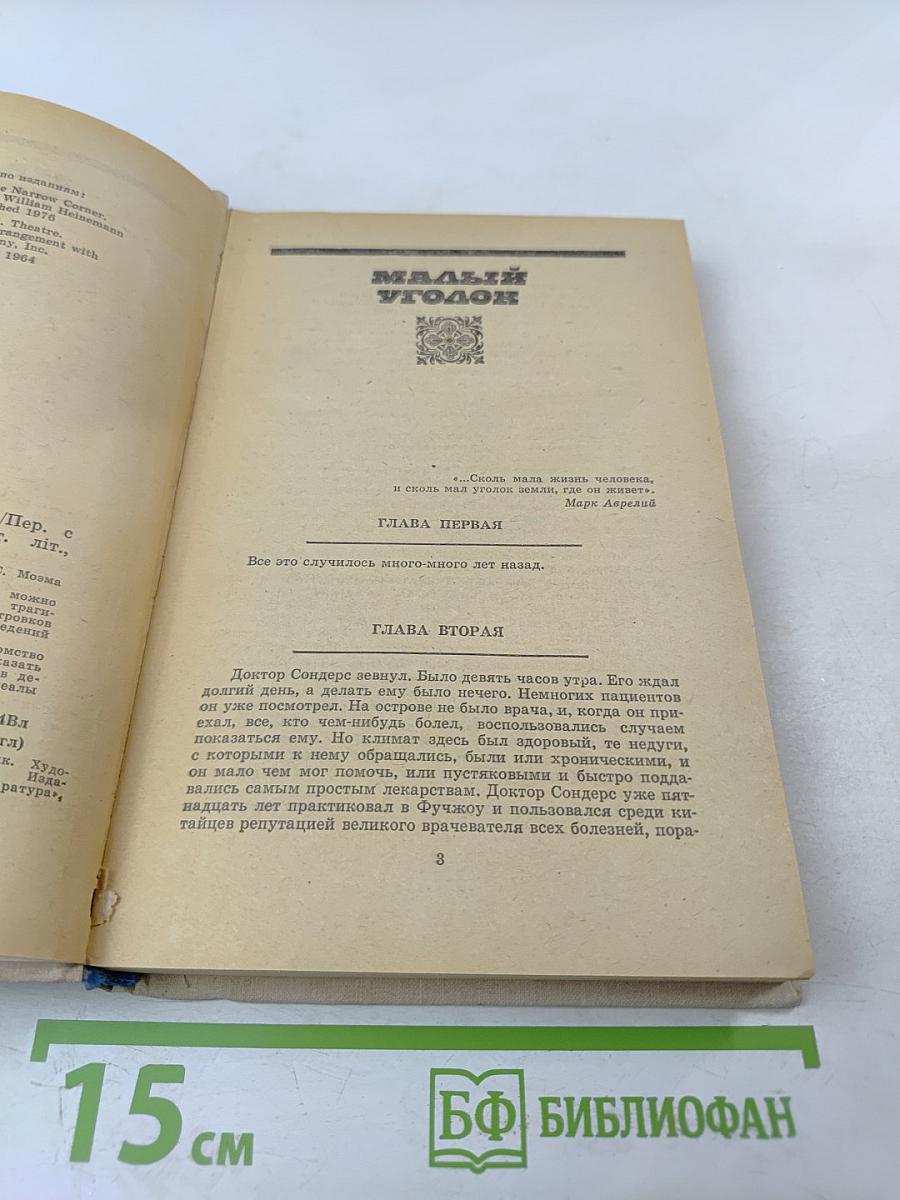 по изданиям:
Narrow Corner.
William Heinemann
1976
Theatre.
with
Inc.
1964
/Пер. с
літ.,
Моэма
можно
траги-
в де-
гл)
Худо-
Изда-
МАЛЫЙ
УГОЛОК
«...Сколь мала жизнь человека,
и сколь мал уголок земли, где он живет».
Марк Аврелий
ГЛАВА ПЕРВАЯ
Все это случилось много-много лет назад.
ГЛАВА ВТОРАЯ
Доктор Сондерс зевнул. Было девять часов утра. Его ждал
долгий день, а делать ему было нечего. Немногих пациентов
он уже посмотрел. На острове не было врача, и, когда он при-
ехал, все, кто чем-нибудь болел, воспользовались случаем
показаться ему. Но климат здесь был здоровый, те недуги,
с которыми к нему обращались, были или хроническими, и
он мало чем мог помочь, или пустяковыми и быстро подда-
вались самым простым лекарствам. Доктор Сондерс уже пят-
надцать лет практиковал в Фучжоу и пользовался среди ки-
тайцев репутацией великого врачевателя всех болезней, пора-
3
15 см
БФ БИБЛИОФАН